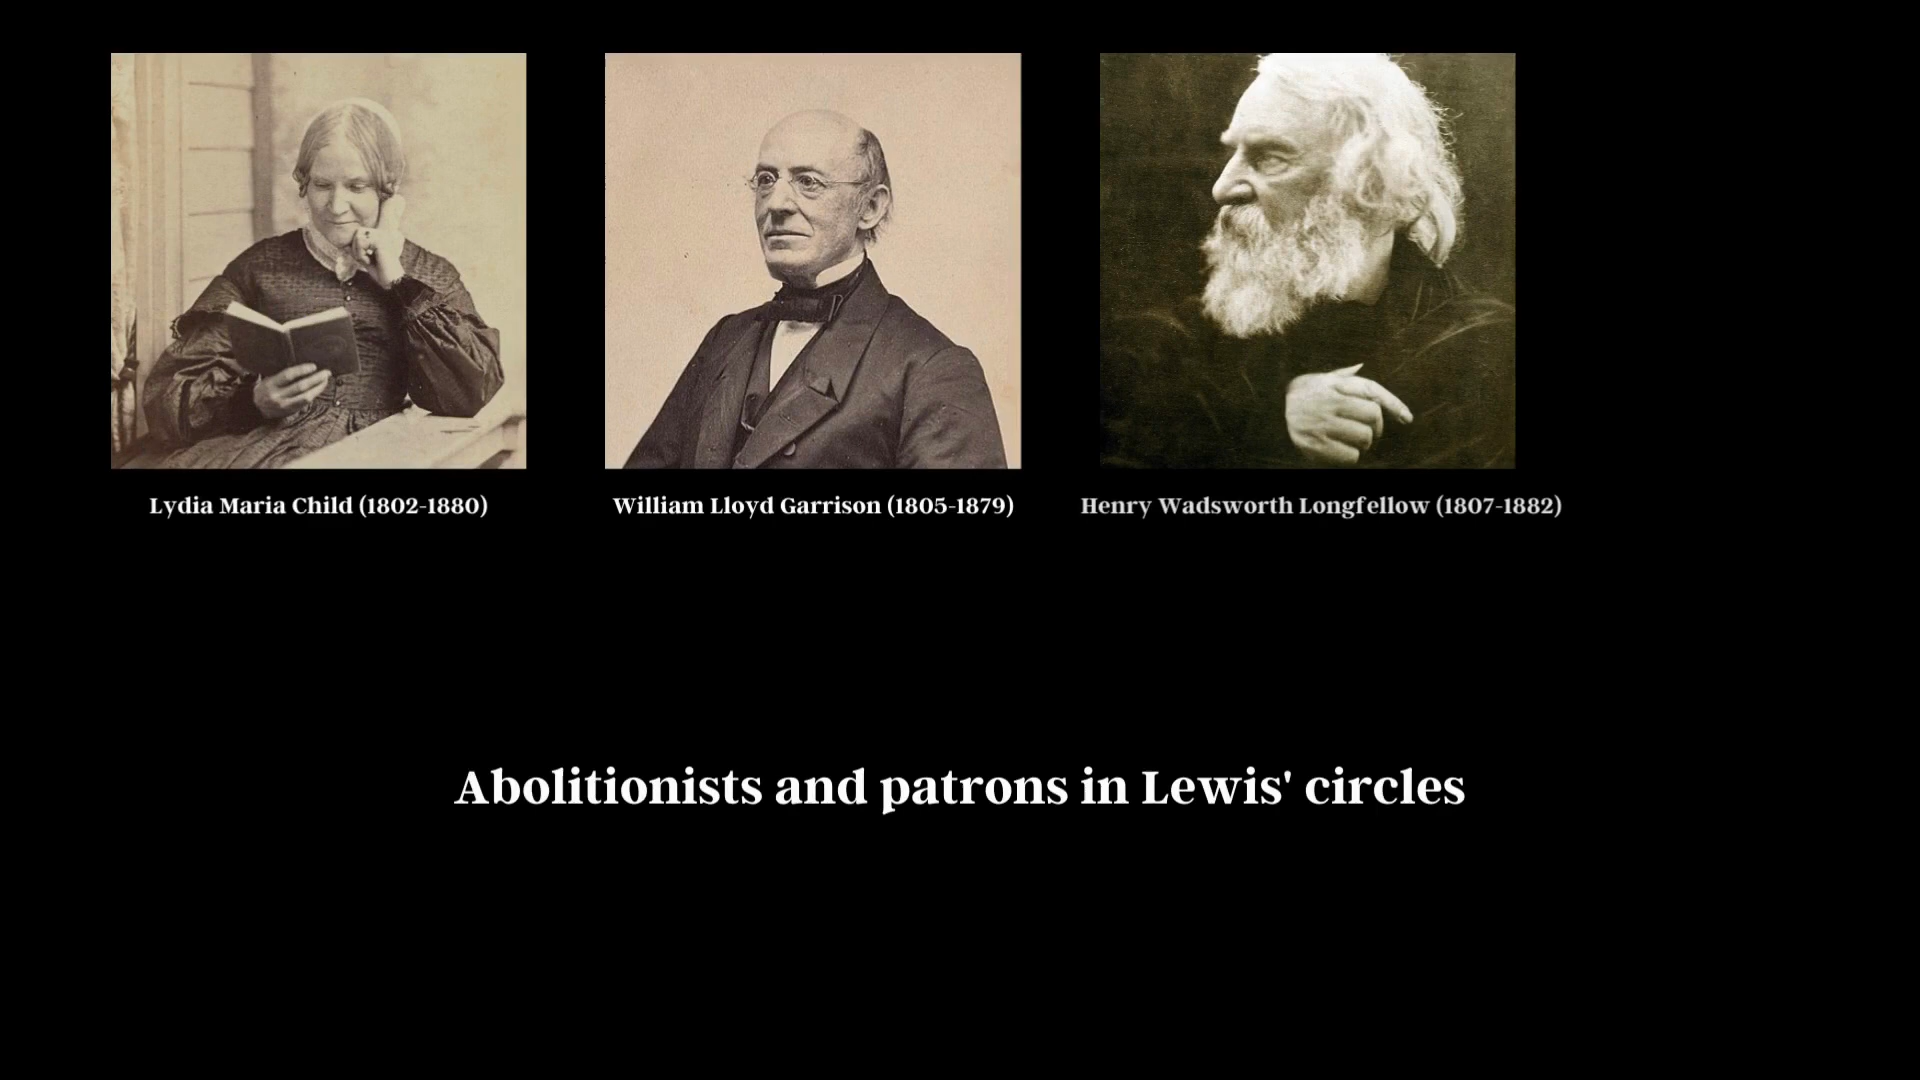 Lydia Maria Child (1802-1880)
William Lloyd Garrison (1805-1879)
Henry Wadsworth Longfellow (1807-1882)
Abolitionists and patrons in Lewis' circles